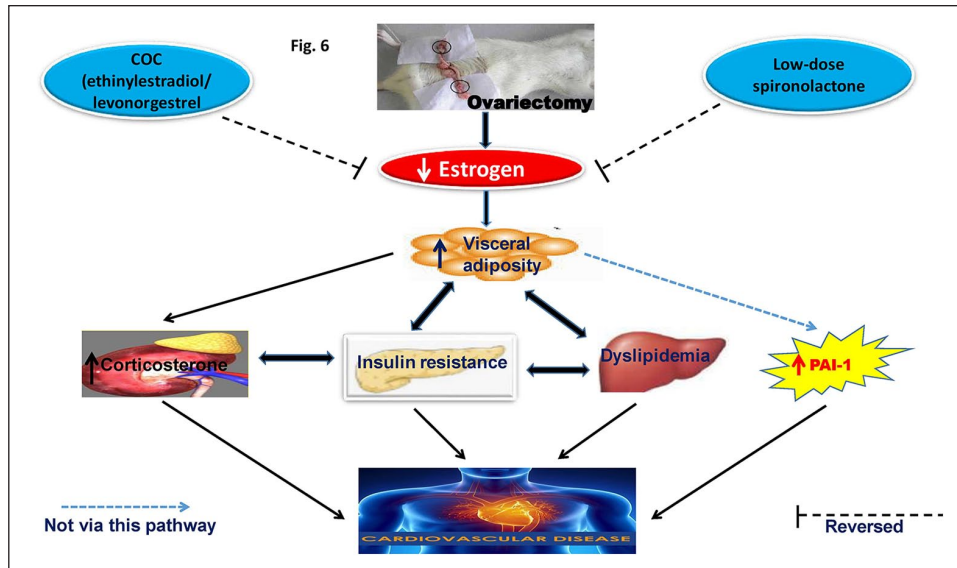 COC
(ethinylestradiol/
levonorgestrel
Fig. 6
Ovariectomy
Low-dose
spironolactone
Estrogen
Visceral
adiposity
Corticosterone
Insulin resistance
Dyslipidemia
PAI-1
CARDIOVASCULAR DISEASE
Not via this pathway
Reversed